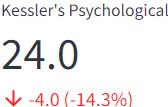 Kessler's Psychological
24.0
↓ -4.0 (-14.3%)